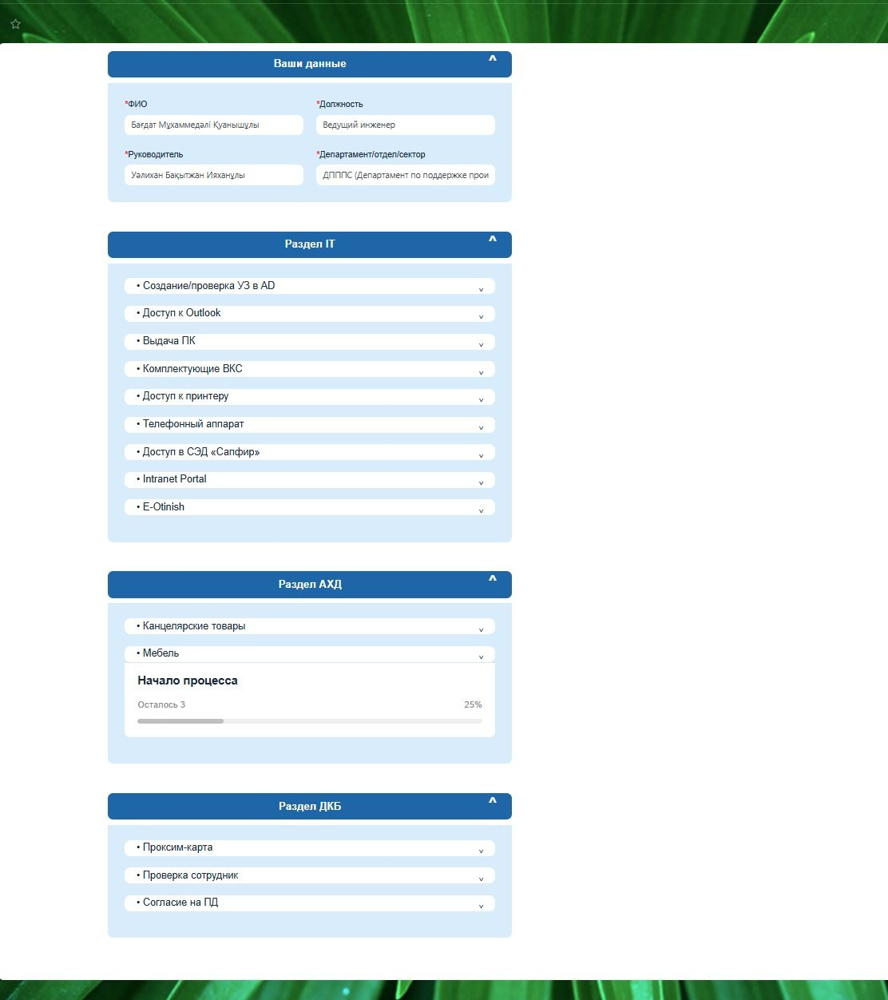 Ваши данные
*ФИО
*Должность
Бағдат Мұхаммедәлі Қуанышұлы
Ведущий инженер
*Руководитель
*Департамент/отдел/сектор
Уәлихан Бақытжан Ияханұлы
ДПППС (Департамент по поддержке прои
Раздел IT
• Создание/проверка УЗ в AD
• Доступ к Outlook
• Выдача ПК
• Комплектующие ВКС
• Доступ к принтеру
• Телефонный аппарат
• Доступ в СЭД «Сапфир»
• Intranet Portal
• E-Otinish
Раздел АХД
• Канцелярские товары
• Мебель
Начало процесса
Осталось 3
25%
Раздел ДКБ
• Проксим-карта
• Проверка сотрудник
• Согласие на ПД